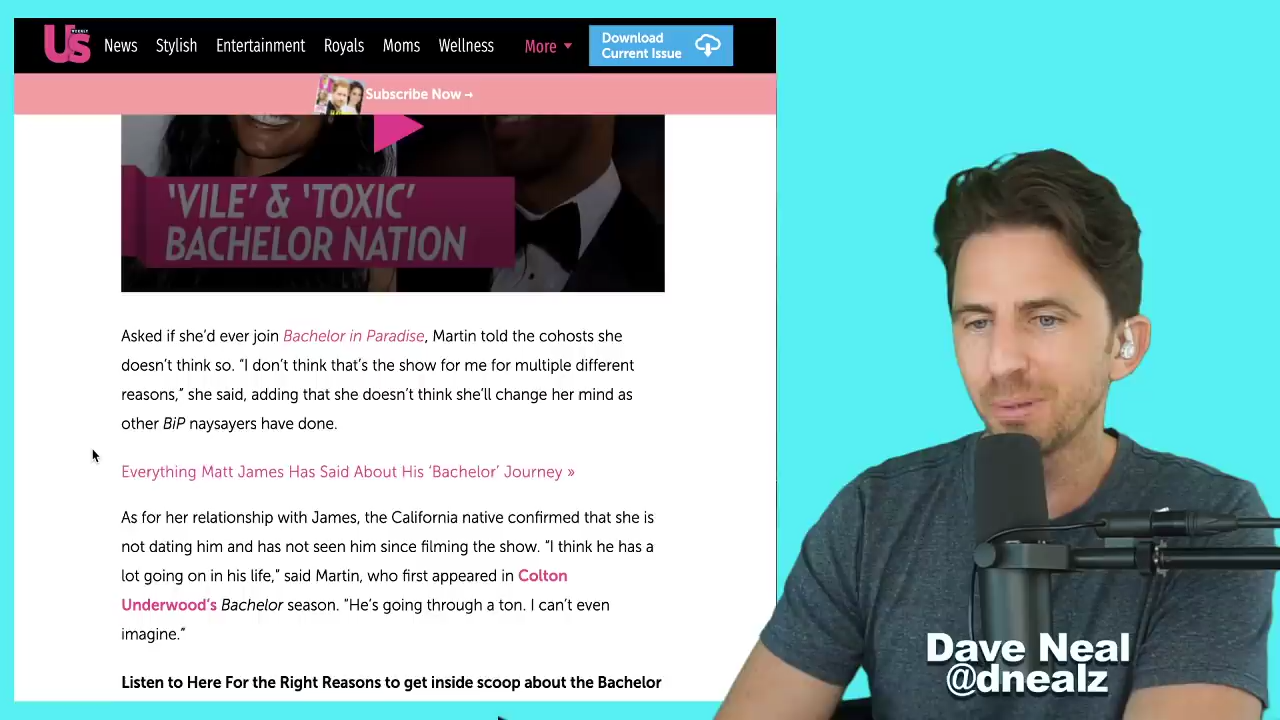 Us WEEKLY
News Stylish Entertainment Royals Moms Wellness More
Download
Current Issue
Subscribe Now →
'VILE' & 'TOXIC'
BACHELOR NATION
Asked if she'd ever join Bachelor in Paradise, Martin told the cohosts she
doesn't think so. “I don't think that's the show for me for multiple different
reasons,” she said, adding that she doesn't think she'll change her mind as
other BiP naysayers have done.
Everything Matt James Has Said About His ‘Bachelor’ Journey »
As for her relationship with James, the California native confirmed that she is
not dating him and has not seen him since filming the show. “I think he has a
lot going on in his life,” said Martin, who first appeared in Colton
Underwood's Bachelor season. “He's going through a ton. I can't even
imagine.”
Listen to Here For the Right Reasons to get inside scoop about the Bachelor
Dave Neal
@dnealz